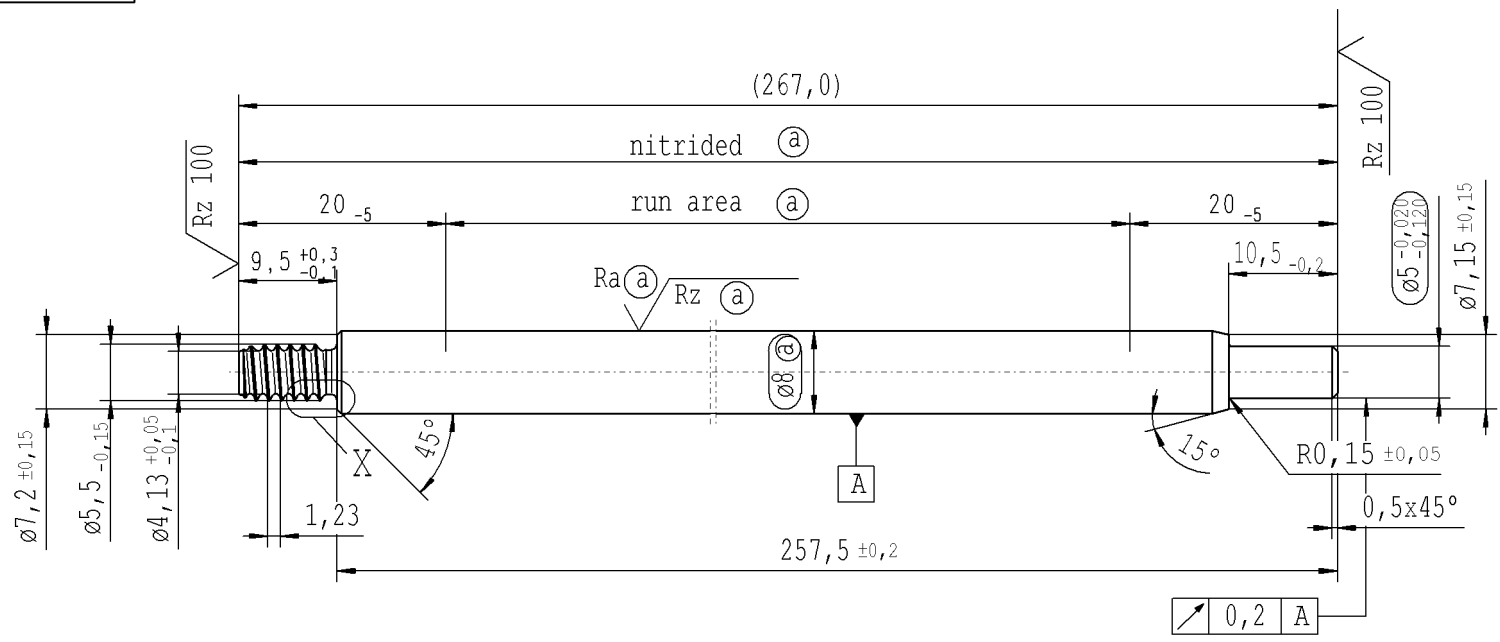 (267,0)
nitrided a
Rz 100
Rz 100
20 -5
run area a
20 -5
9,5 +0,3 -0,1
10,5 -0,2
ø5 -0,020 -0,120
ø7,15 ±0,15
Ra a Rz a
ø8 a
ø7,2 ±0,15
ø5,5 -0,15
ø4,13 +0,05 -0,1
X
45°
15°
R0,15 ±0,05
A
1,23
0,5x45°
257,5 ±0,2
0,2 A